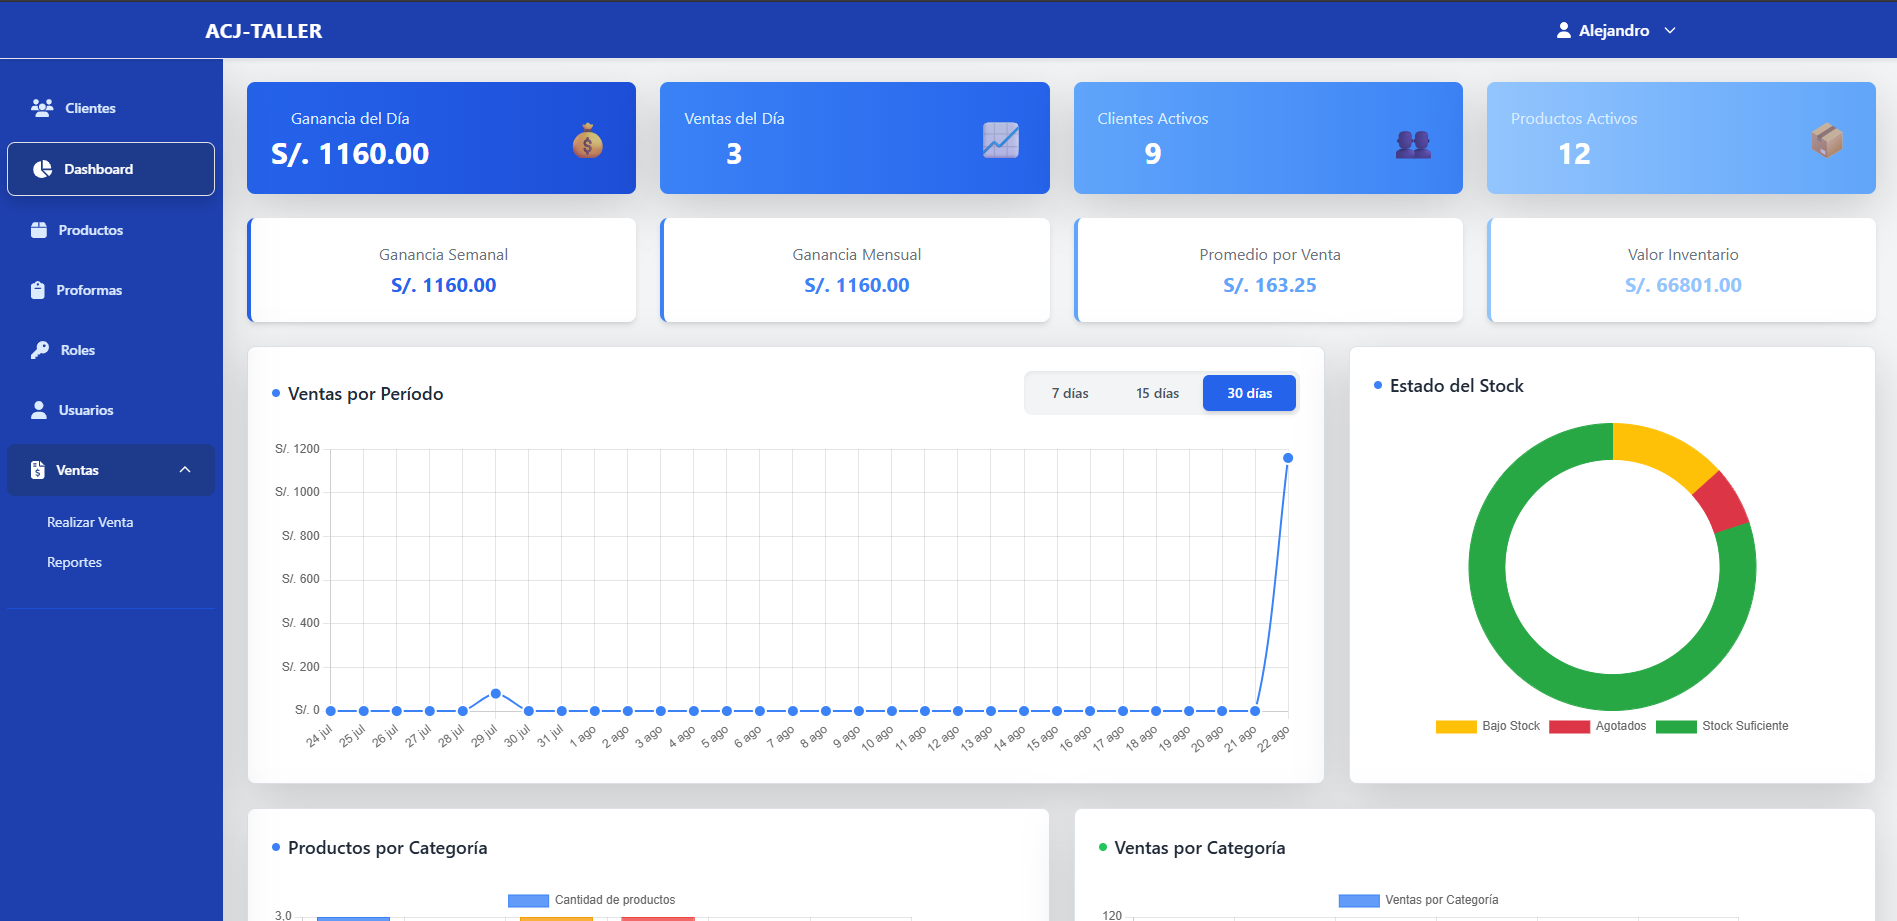 ACJ-TALLER
Alejandro
Clientes
Dashboard
Productos
Proformas
Roles
Usuarios
Ventas
Realizar Venta
Reportes
Ganancia del Día
S/. 1160.00
Ventas del Día
3
Clientes Activos
9
Productos Activos
12
Ganancia Semanal
S/. 1160.00
Ganancia Mensual
S/. 1160.00
Promedio por Venta
S/. 163.25
Valor Inventario
S/. 66801.00
Ventas por Período
7 días 15 días 30 días
S/. 1200
S/. 1000
S/. 800
S/. 600
S/. 400
S/. 200
S/. 0
24 jul 25 jul 26 jul 27 jul 28 jul 29 jul 30 jul 31 jul 1 ago 2 ago 3 ago 4 ago 5 ago 6 ago 7 ago 8 ago 9 ago 10 ago 11 ago 12 ago 13 ago 14 ago 15 ago 16 ago 17 ago 18 ago 19 ago 20 ago 21 ago 22 ago
Estado del Stock
Bajo Stock Agotados Stock Suficiente
Productos por Categoría
Cantidad de productos
3,0
Ventas por Categoría
Ventas por Categoría
120